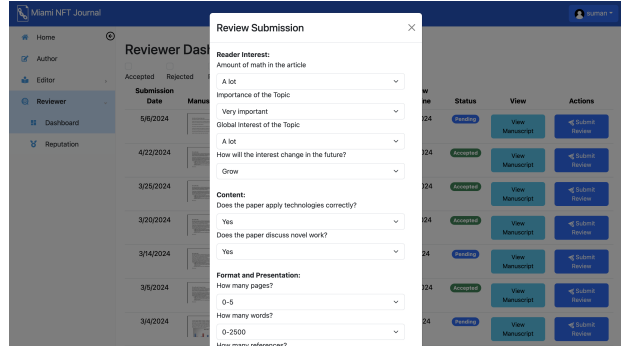 Miami NFT Journal
suman
Home
Author
Editor
Reviewer
Dashboard
Reputation
Reviewer Dash
Accepted Rejected
Submission
Date
Status View Actions
5/6/2024 Pending View Manuscript Submit Review
4/22/2024 Accepted View Manuscript Submit Review
3/25/2024 Accepted View Manuscript Submit Review
3/20/2024 Accepted View Manuscript Submit Review
3/14/2024 Pending View Manuscript Submit Review
3/5/2024 Accepted View Manuscript Submit Review
3/4/2024 Pending View Manuscript Submit Review
Review Submission
Reader Interest:
Amount of math in the article
A lot
Importance of the Topic
Very important
Global Interest of the Topic
A lot
How will the interest change in the future?
Grow
Content:
Does the paper apply technologies correctly?
Yes
Does the paper discuss novel work?
Yes
Format and Presentation:
How many pages?
0-5
How many words?
0-2500
How many references?